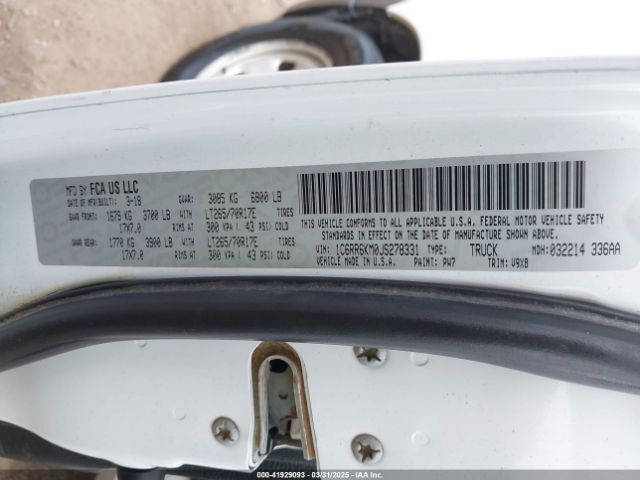 MFD BY FCA US LLC
DATE OF MFR/BUILT: 3-18 GVWR: 3085 KG 6800 LB
GAWR FRONT: 1679 KG 3700 LB WITH LT265/70R17E TIRES
17X7.0 RIMS AT 300 KPA / 43 PSI COLD
GAWR REAR: 1770 KG 3900 LB WITH LT265/70R17E TIRES
17X7.0 RIMS AT 300 KPA / 43 PSI COLD
THIS VEHICLE CONFORMS TO ALL APPLICABLE U.S.A. FEDERAL MOTOR VEHICLE SAFETY
STANDARDS IN EFFECT ON THE DATE OF MANUFACTURE SHOWN ABOVE.
VIN: 1C6RR6KM0JS278331 TYPE: TRUCK MDH: 032214 336AA
VEHICLE MADE IN U.S.A. PAINT: PW7 TRIM: V9X8
000-41929093 - 03/31/2025 - COPYRIGHT IAA, LLC.